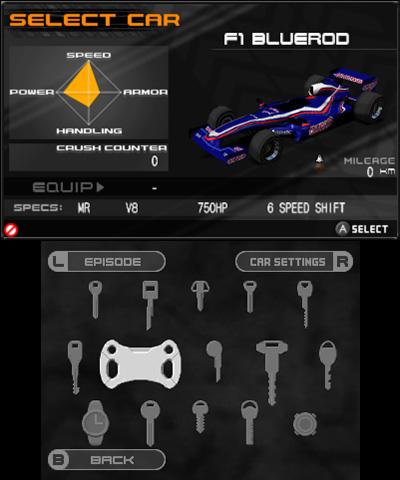 SELECT CAR
F1 BLUEROD
SPEED
POWER
ARMOR
HANDLING
CRUSH COUNTER
0
MILEAGE
0 KM
EQUIP -
SPECS: MR V8 750HP 6 SPEED SHIFT
A SELECT
L EPISODE
CAR SETTINGS R
B BACK